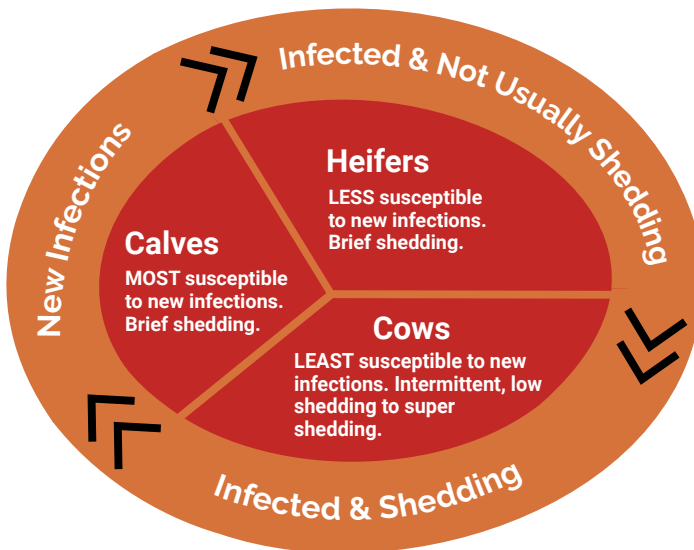 Infected & Not Usually Shedding
New Infections
Heifers
LESS susceptible
to new infections.
Brief shedding.
Calves
MOST susceptible
to new infections.
Brief shedding.
Cows
LEAST susceptible to new
infections. Intermittent, low
shedding to super
shedding.
Infected & Shedding